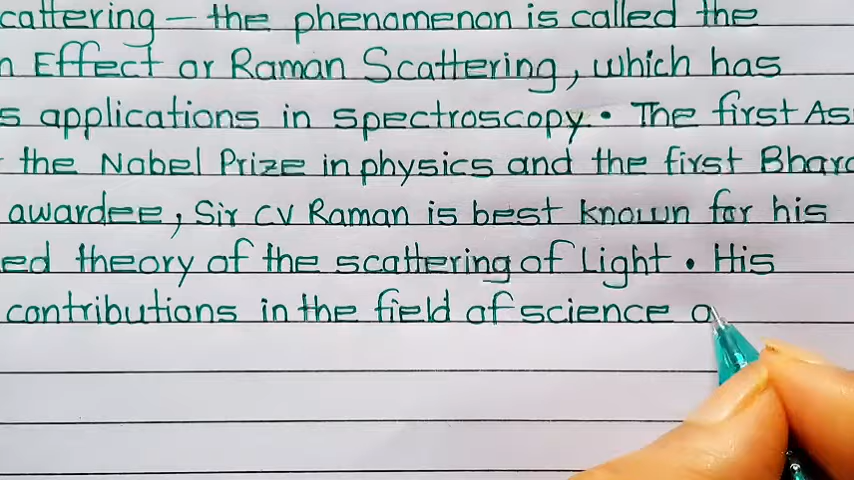 cattering – the phenomenon is called the
n Effect or Raman Scattering, which has
s applications in spectroscopy. The first As
the Nobel Prize in physics and the first Bhara
awardee, Sir CV Raman is best known for his
ed theory of the scattering of Light. His
contributions in the field of science a